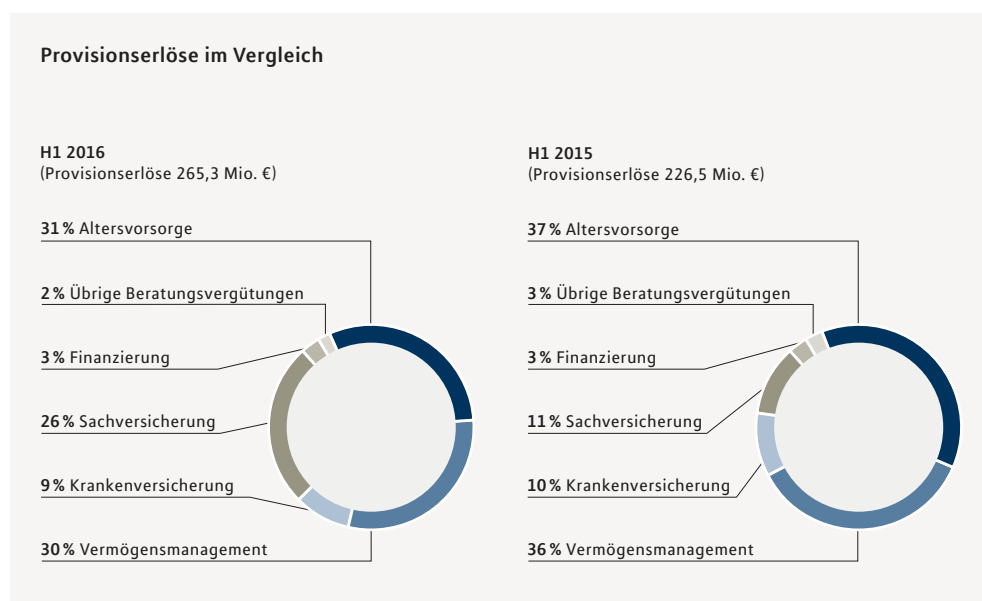 Provisionserlöse im Vergleich
H1 2016
(Provisionserlöse 265,3 Mio. €)
31 % Altersvorsorge
2 % Übrige Beratungsvergütungen
3 % Finanzierung
26 % Sachversicherung
9 % Krankenversicherung
30 % Vermögensmanagement
H1 2015
(Provisionserlöse 226,5 Mio. €)
37 % Altersvorsorge
3 % Übrige Beratungsvergütungen
3 % Finanzierung
11 % Sachversicherung
10 % Krankenversicherung
36 % Vermögensmanagement